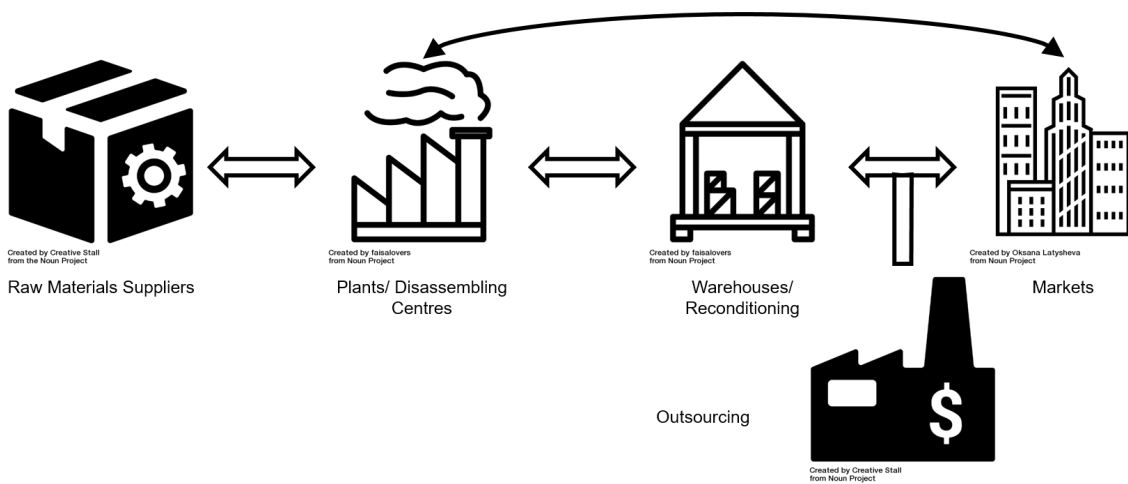 Created by Creative Stall
from the Noun Project
Raw Materials Suppliers
Created by faisalovers
from Noun Project
Plants/ Disassembling
Centres
Created by faisalovers
from Noun Project
Warehouses/
Reconditioning
Created by Oksana Latysheva
from Noun Project
Markets
Outsourcing
$
Created by Creative Stall
from Noun Project